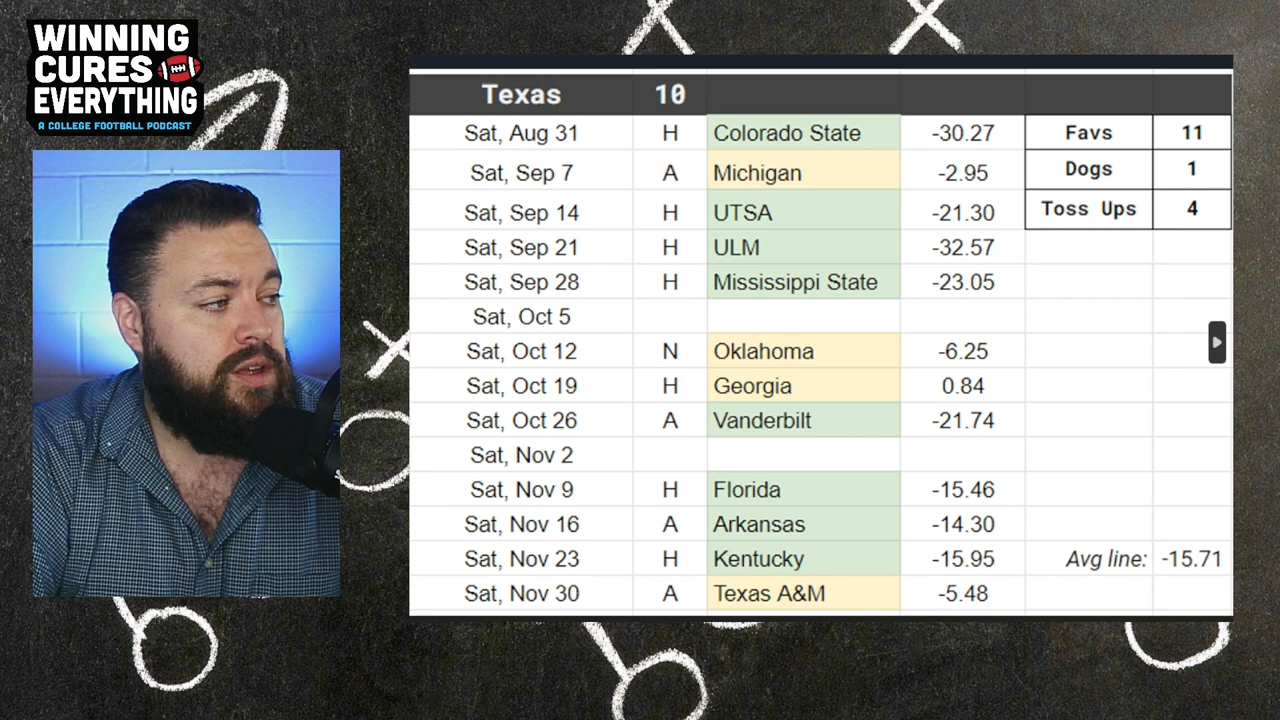 WINNING
CURES
EVERYTHING
A COLLEGE FOOTBALL PODCAST
Texas 10
Sat, Aug 31 H Colorado State -30.27 Favs 11
Sat, Sep 7 A Michigan -2.95 Dogs 1
Sat, Sep 14 H UTSA -21.30 Toss Ups 4
Sat, Sep 21 H ULM -32.57
Sat, Sep 28 H Mississippi State -23.05
Sat, Oct 5
Sat, Oct 12 N Oklahoma -6.25
Sat, Oct 19 H Georgia 0.84
Sat, Oct 26 A Vanderbilt -21.74
Sat, Nov 2
Sat, Nov 9 H Florida -15.46
Sat, Nov 16 A Arkansas -14.30
Sat, Nov 23 H Kentucky -15.95 Avg line: -15.71
Sat, Nov 30 A Texas A&M -5.48